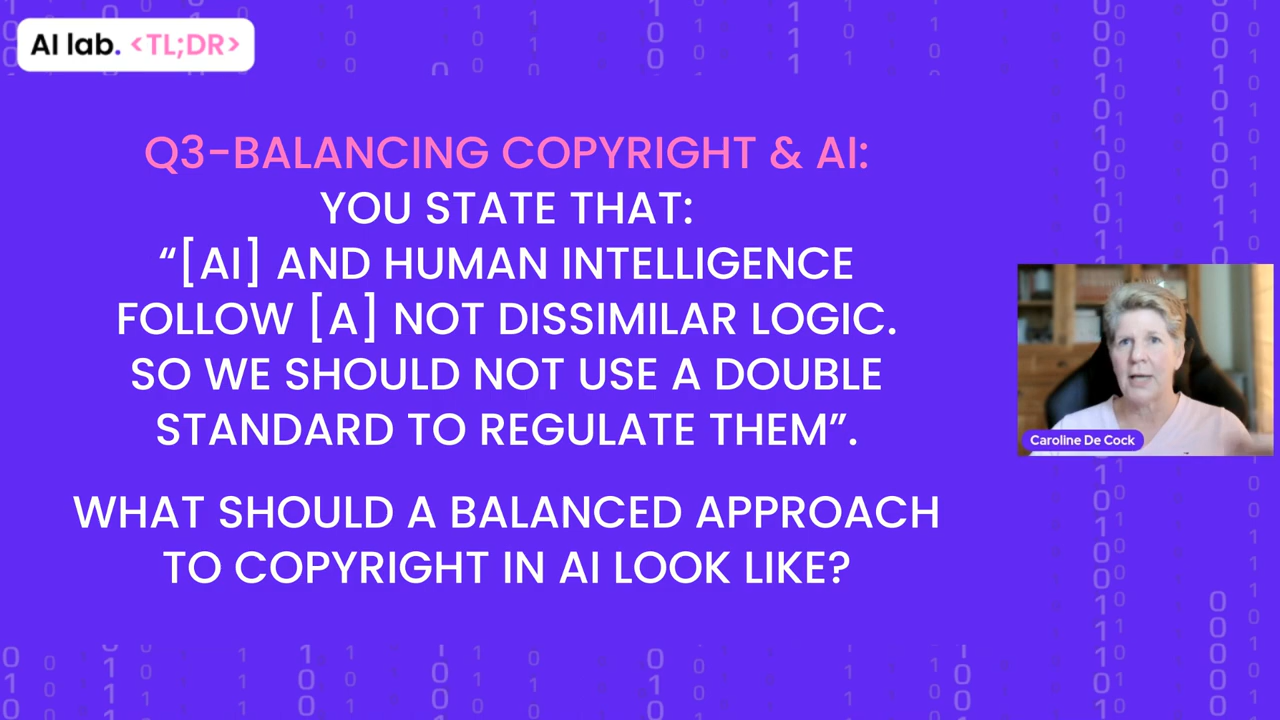 AI lab. <TL;DR>
Q3-BALANCING COPYRIGHT & AI:
YOU STATE THAT:
“[AI] AND HUMAN INTELLIGENCE
FOLLOW [A] NOT DISSIMILAR LOGIC.
SO WE SHOULD NOT USE A DOUBLE
STANDARD TO REGULATE THEM”.
WHAT SHOULD A BALANCED APPROACH
TO COPYRIGHT IN AI LOOK LIKE?
Caroline De Cock